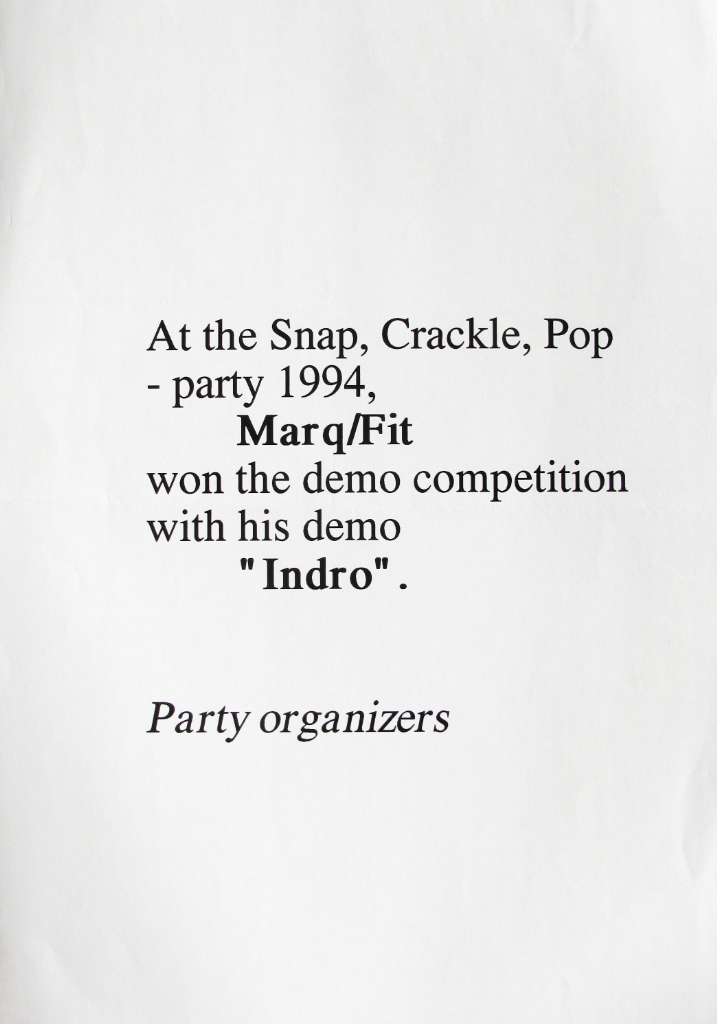 At the Snap, Crackle, Pop
- party 1994,
Marq/Fit
won the demo competition
with his demo
"Indro".
Party organizers